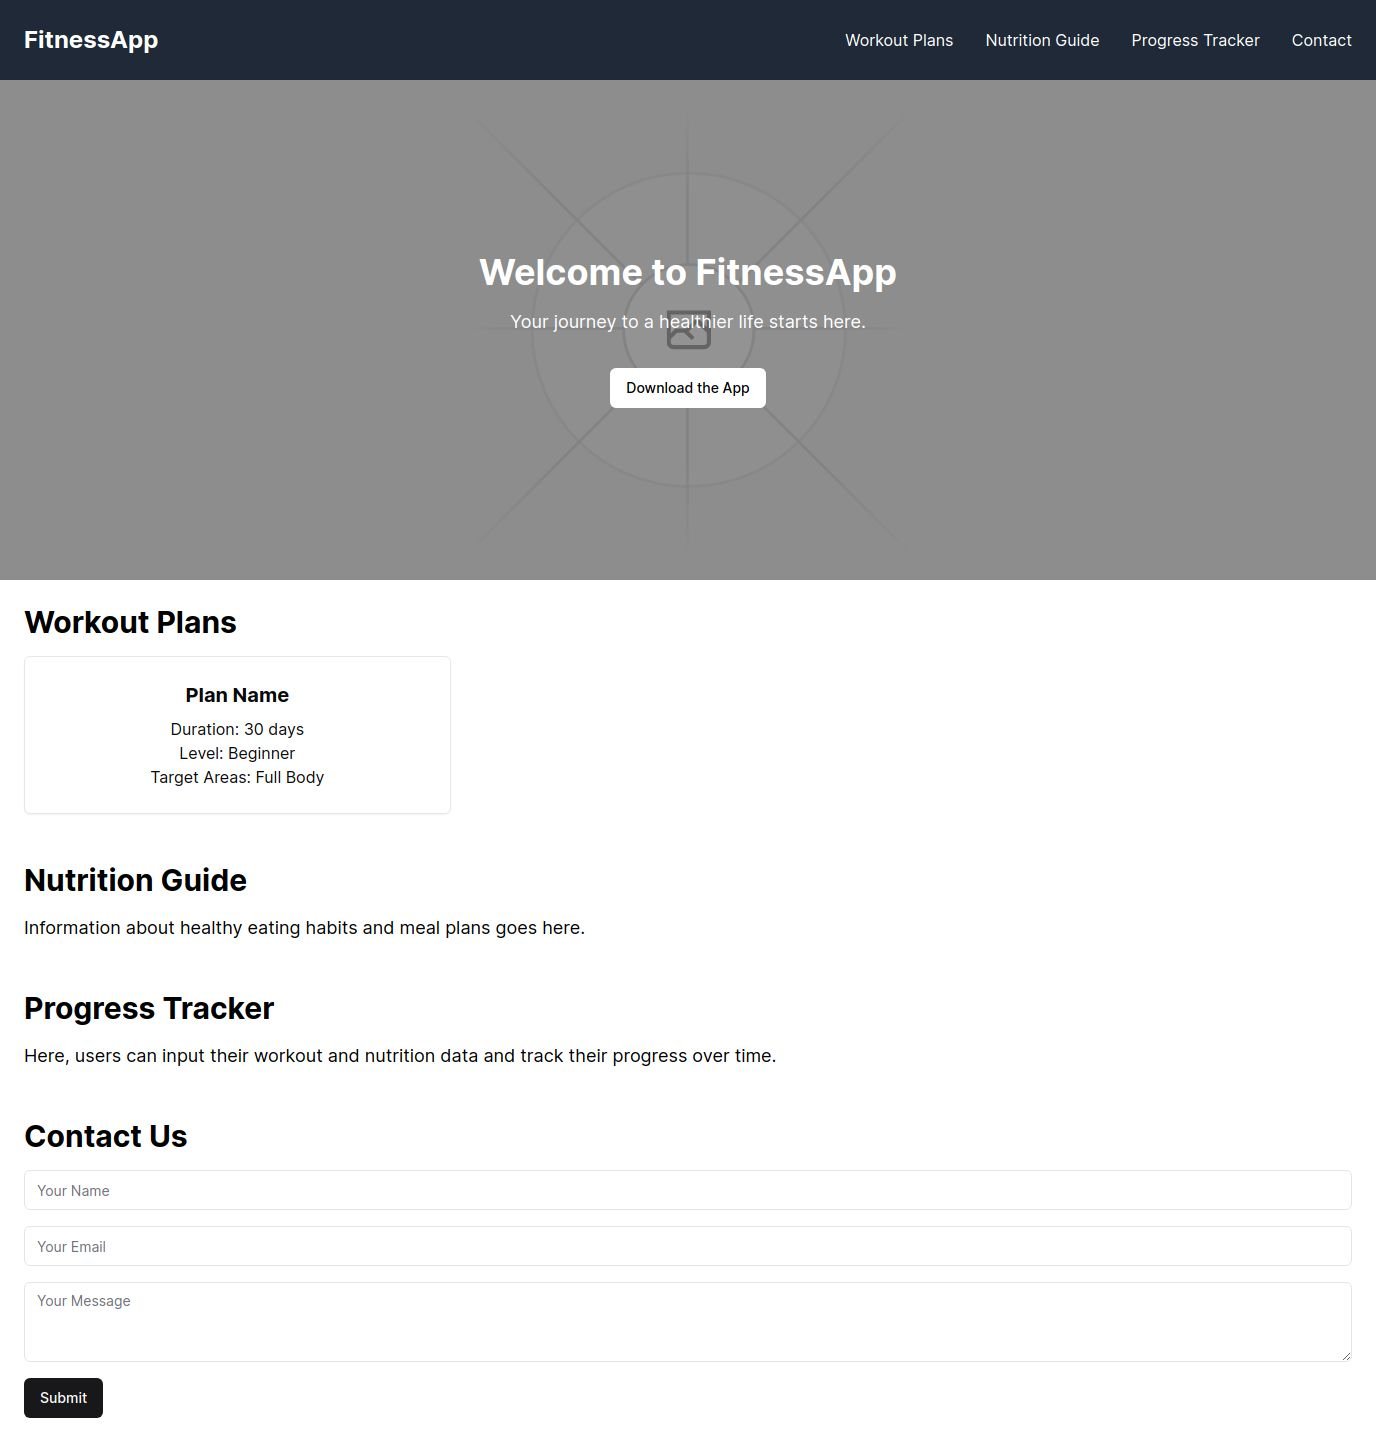 FitnessApp
Workout Plans
Nutrition Guide
Progress Tracker
Contact
Welcome to FitnessApp
Your journey to a healthier life starts here.
Download the App
Workout Plans
Plan Name
Duration: 30 days
Level: Beginner
Target Areas: Full Body
Nutrition Guide
Information about healthy eating habits and meal plans goes here.
Progress Tracker
Here, users can input their workout and nutrition data and track their progress over time.
Contact Us
Your Name
Your Email
Your Message
Submit